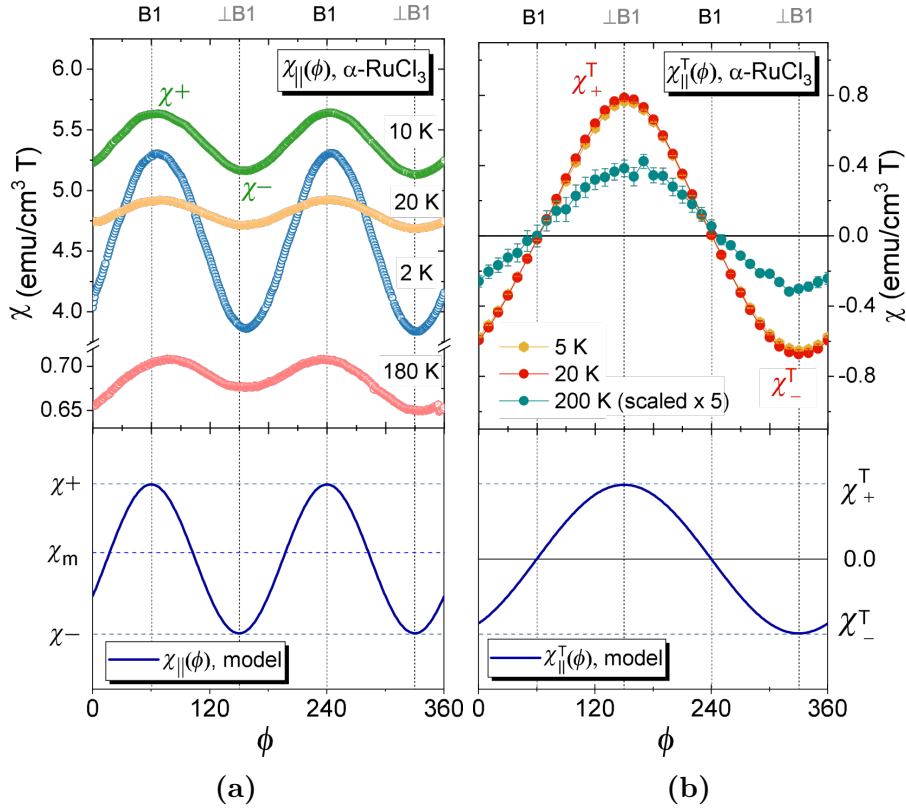 B1 ⊥B1 B1 ⊥B1
χ||(ϕ), α-RuCl3
6.0
χ+
10 K
5.5
χ−
5.0
20 K
4.5
2 K
4.0
χ (emu/cm3 T)
0.70
180 K
0.65
χ+
χm
χ−
χ||(ϕ), model
0 120 240 360
ϕ
(a)
B1 ⊥B1 B1 ⊥B1
χT||(ϕ), α-RuCl3
χT+
0.8
0.4
0.0
-0.4
-0.8
χ (emu/cm3 T)
5 K
20 K
200 K (scaled x 5)
χT−
χT+
0.0
χT−
χT||(ϕ), model
0 120 240 360
ϕ
(b)